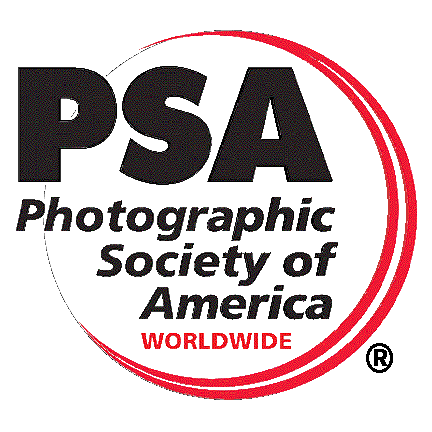 PSA
Photographic
Society of
America
WORLDWIDE
®